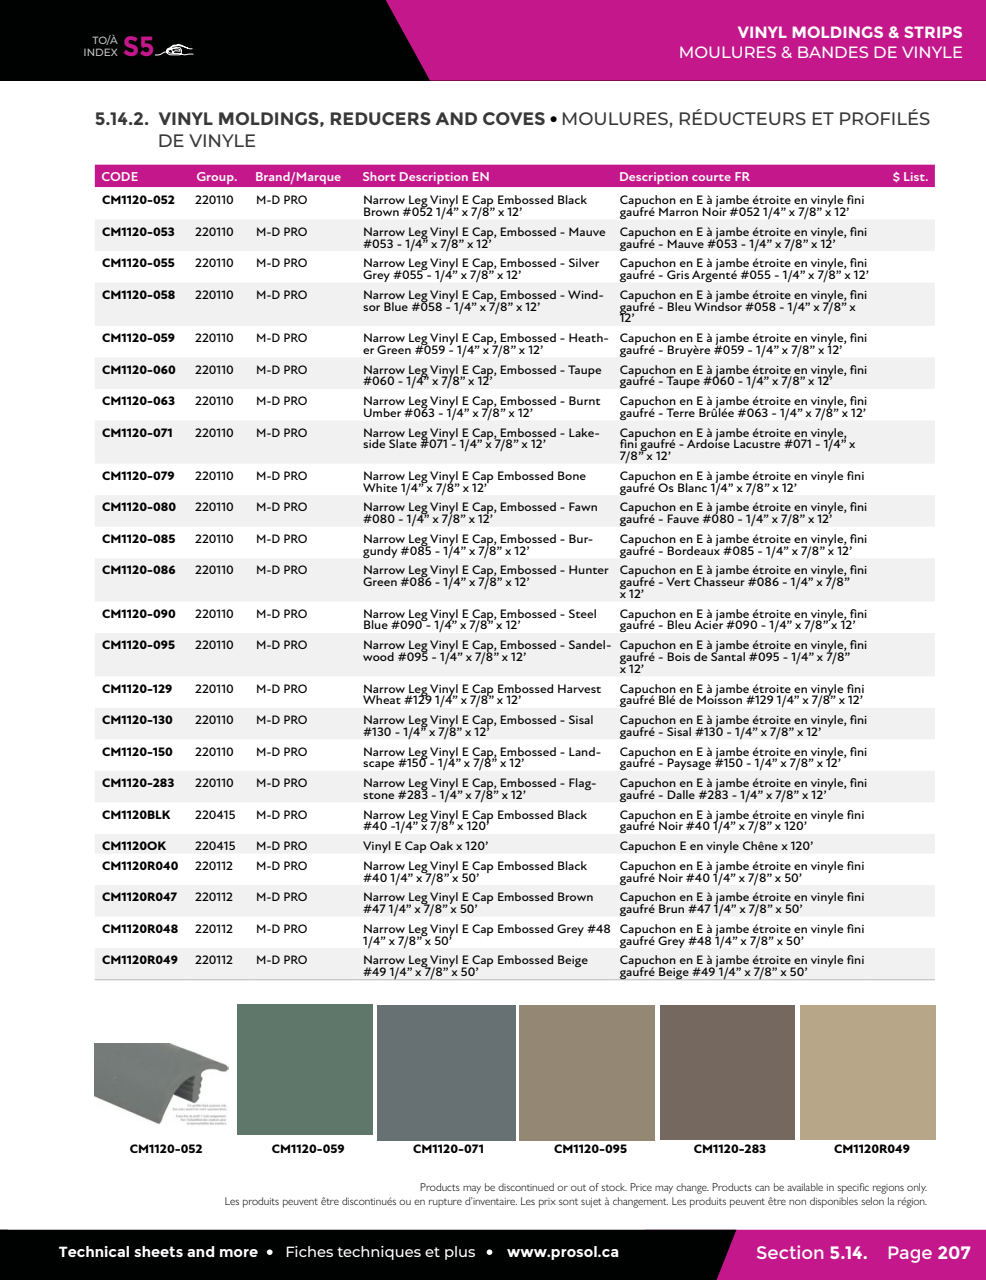 TO/À
INDEX S5
VINYL MOLDINGS & STRIPS
MOULURES & BANDES DE VINYLE
5.14.2. VINYL MOLDINGS, REDUCERS AND COVES • MOULURES, RÉDUCTEURS ET PROFILÉS
DE VINYLE
CODE Group. Brand/Marque Short Description EN Description courte FR $ List.
CM1120-052 220110 M-D PRO Narrow Leg Vinyl E Cap Embossed Black Capuchon en E à jambe étroite en vinyle fini
Brown #052 1/4” x 7/8” x 12’ gaufré Marron Noir #052 1/4” x 7/8” x 12’
CM1120-053 220110 M-D PRO Narrow Leg Vinyl E Cap, Embossed - Mauve Capuchon en E à jambe étroite en vinyle, fini
#053 - 1/4” x 7/8” x 12’ gaufré - Mauve #053 - 1/4” x 7/8” x 12’
CM1120-055 220110 M-D PRO Narrow Leg Vinyl E Cap, Embossed - Silver Capuchon en E à jambe étroite en vinyle, fini
Grey #055 - 1/4” x 7/8” x 12’ gaufré - Gris Argenté #055 - 1/4” x 7/8” x 12’
CM1120-058 220110 M-D PRO Narrow Leg Vinyl E Cap, Embossed - Wind- Capuchon en E à jambe étroite en vinyle, fini
sor Blue #058 - 1/4” x 7/8” x 12’ gaufré - Bleu Windsor #058 - 1/4” x 7/8” x
12’
CM1120-059 220110 M-D PRO Narrow Leg Vinyl E Cap, Embossed - Heath- Capuchon en E à jambe étroite en vinyle, fini
er Green #059 - 1/4” x 7/8” x 12’ gaufré - Bruyère #059 - 1/4” x 7/8” x 12’
CM1120-060 220110 M-D PRO Narrow Leg Vinyl E Cap, Embossed - Taupe Capuchon en E à jambe étroite en vinyle, fini
#060 - 1/4” x 7/8” x 12’ gaufré - Taupe #060 - 1/4” x 7/8” x 12’
CM1120-063 220110 M-D PRO Narrow Leg Vinyl E Cap, Embossed - Burnt Capuchon en E à jambe étroite en vinyle, fini
Umber #063 - 1/4” x 7/8” x 12’ gaufré - Terre Brûlée #063 - 1/4” x 7/8” x 12’
CM1120-071 220110 M-D PRO Narrow Leg Vinyl E Cap, Embossed - Lake- Capuchon en E à jambe étroite en vinyle,
side Slate #071 - 1/4” x 7/8” x 12’ fini gaufré - Ardoise Lacustre #071 - 1/4” x
7/8” x 12’
CM1120-079 220110 M-D PRO Narrow Leg Vinyl E Cap Embossed Bone Capuchon en E à jambe étroite en vinyle fini
White 1/4” x 7/8” x 12’ gaufré Os Blanc 1/4” x 7/8” x 12’
CM1120-080 220110 M-D PRO Narrow Leg Vinyl E Cap, Embossed - Fawn Capuchon en E à jambe étroite en vinyle, fini
#080 - 1/4” x 7/8” x 12’ gaufré - Fauve #080 - 1/4” x 7/8” x 12’
CM1120-085 220110 M-D PRO Narrow Leg Vinyl E Cap, Embossed - Bur- Capuchon en E à jambe étroite en vinyle, fini
gundy #085 - 1/4” x 7/8” x 12’ gaufré - Bordeaux #085 - 1/4” x 7/8” x 12’
CM1120-086 220110 M-D PRO Narrow Leg Vinyl E Cap, Embossed - Hunter Capuchon en E à jambe étroite en vinyle, fini
Green #086 - 1/4” x 7/8” x 12’ gaufré - Vert Chasseur #086 - 1/4” x 7/8”
x 12’
CM1120-090 220110 M-D PRO Narrow Leg Vinyl E Cap, Embossed - Steel Capuchon en E à jambe étroite en vinyle, fini
Blue #090 - 1/4” x 7/8” x 12’ gaufré - Bleu Acier #090 - 1/4” x 7/8” x 12’
CM1120-095 220110 M-D PRO Narrow Leg Vinyl E Cap, Embossed - Sandel- Capuchon en E à jambe étroite en vinyle, fini
wood #095 - 1/4” x 7/8” x 12’ gaufré - Bois de Santal #095 - 1/4” x 7/8”
x 12’
CM1120-129 220110 M-D PRO Narrow Leg Vinyl E Cap Embossed Harvest Capuchon en E à jambe étroite en vinyle fini
Wheat #129 1/4” x 7/8” x 12’ gaufré Blé de Moisson #129 1/4” x 7/8” x 12’
CM1120-130 220110 M-D PRO Narrow Leg Vinyl E Cap, Embossed - Sisal Capuchon en E à jambe étroite en vinyle, fini
#130 - 1/4” x 7/8” x 12’ gaufré - Sisal #130 - 1/4” x 7/8” x 12’
CM1120-150 220110 M-D PRO Narrow Leg Vinyl E Cap, Embossed - Land- Capuchon en E à jambe étroite en vinyle, fini
scape #150 - 1/4” x 7/8” x 12’ gaufré - Paysage #150 - 1/4” x 7/8” x 12’
CM1120-283 220110 M-D PRO Narrow Leg Vinyl E Cap, Embossed - Flag- Capuchon en E à jambe étroite en vinyle, fini
stone #283 - 1/4” x 7/8” x 12’ gaufré - Dalle #283 - 1/4” x 7/8” x 12’
CM1120BLK 220415 M-D PRO Narrow Leg Vinyl E Cap Embossed Black Capuchon en E à jambe étroite en vinyle fini
#40 -1/4” x 7/8” x 120’ gaufré Noir #40 1/4” x 7/8” x 120’
CM1120OK 220415 M-D PRO Vinyl E Cap Oak x 120’ Capuchon E en vinyle Chêne x 120’
CM1120R040 220112 M-D PRO Narrow Leg Vinyl E Cap Embossed Black Capuchon en E à jambe étroite en vinyle fini
#40 1/4” x 7/8” x 50’ gaufré Noir #40 1/4” x 7/8” x 50’
CM1120R047 220112 M-D PRO Narrow Leg Vinyl E Cap Embossed Brown Capuchon en E à jambe étroite en vinyle fini
#47 1/4” x 7/8” x 50’ gaufré Brun #47 1/4” x 7/8” x 50’
CM1120R048 220112 M-D PRO Narrow Leg Vinyl E Cap Embossed Grey #48 Capuchon en E à jambe étroite en vinyle fini
1/4” x 7/8” x 50’ gaufré Grey #48 1/4” x 7/8” x 50’
CM1120R049 220112 M-D PRO Narrow Leg Vinyl E Cap Embossed Beige Capuchon en E à jambe étroite en vinyle fini
#49 1/4” x 7/8” x 50’ gaufré Beige #49 1/4” x 7/8” x 50’
CM1120-052 CM1120-059 CM1120-071 CM1120-095 CM1120-283 CM1120R049
Products may be discontinued or out of stock. Price may change. Products can be available in specific regions only.
Les produits peuvent être discontinués ou en rupture d’inventaire. Les prix sont sujet à changement. Les produits peuvent être non disponibles selon la région.
Technical sheets and more • Fiches techniques et plus • www.prosol.ca
Section 5.14. Page 207